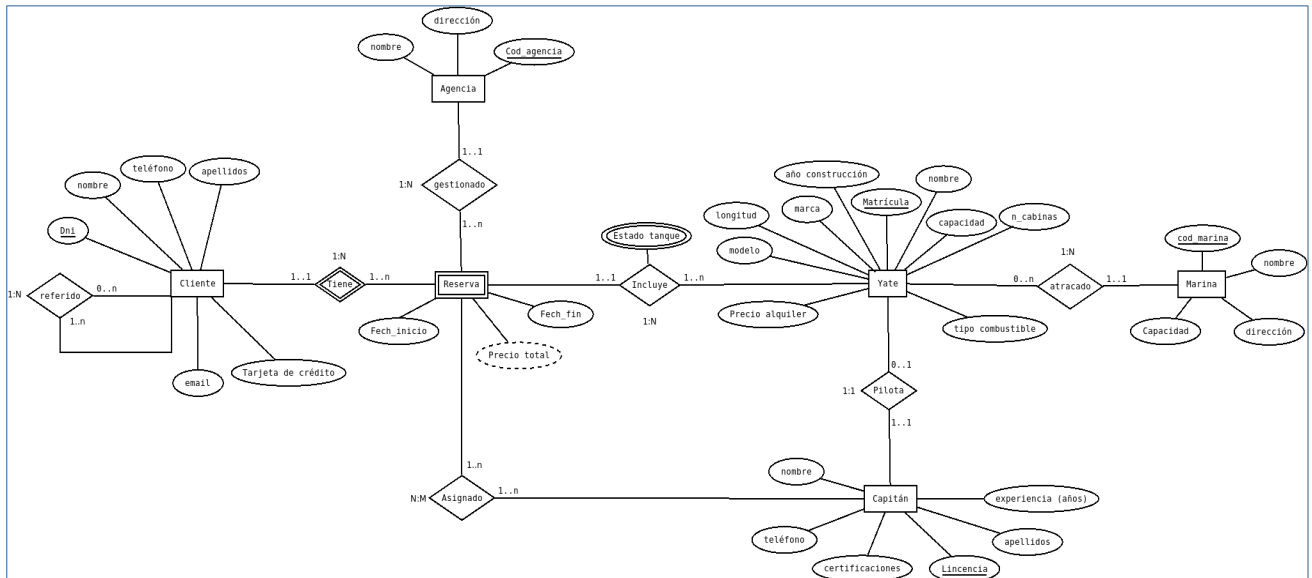 dirección
nombre
Cod_agencia
Agencia
1..1
1:N
gestionado
1..n
teléfono
apellidos
nombre
Dni
Cliente
1:N
referido
0..n
1..n
email
Tarjeta de crédito
1:N
1..1
Tiene
1..n
Reserva
Fech_inicio
Fech_fin
Precio total
Estado tanque
1..1
Incluye
1..n
1:N
año construcción
nombre
Matrícula
marca
longitud
capacidad
n_cabinas
modelo
Yate
Precio alquiler
tipo combustible
1:N
0..n
atracado
1..1
cod_marina
nombre
Marina
Capacidad
dirección
0..1
1:1
Pilota
1..1
1..n
N:M
Asignado
1..n
nombre
Capitán
experiencia (años)
teléfono
apellidos
certificaciones
Lincencia